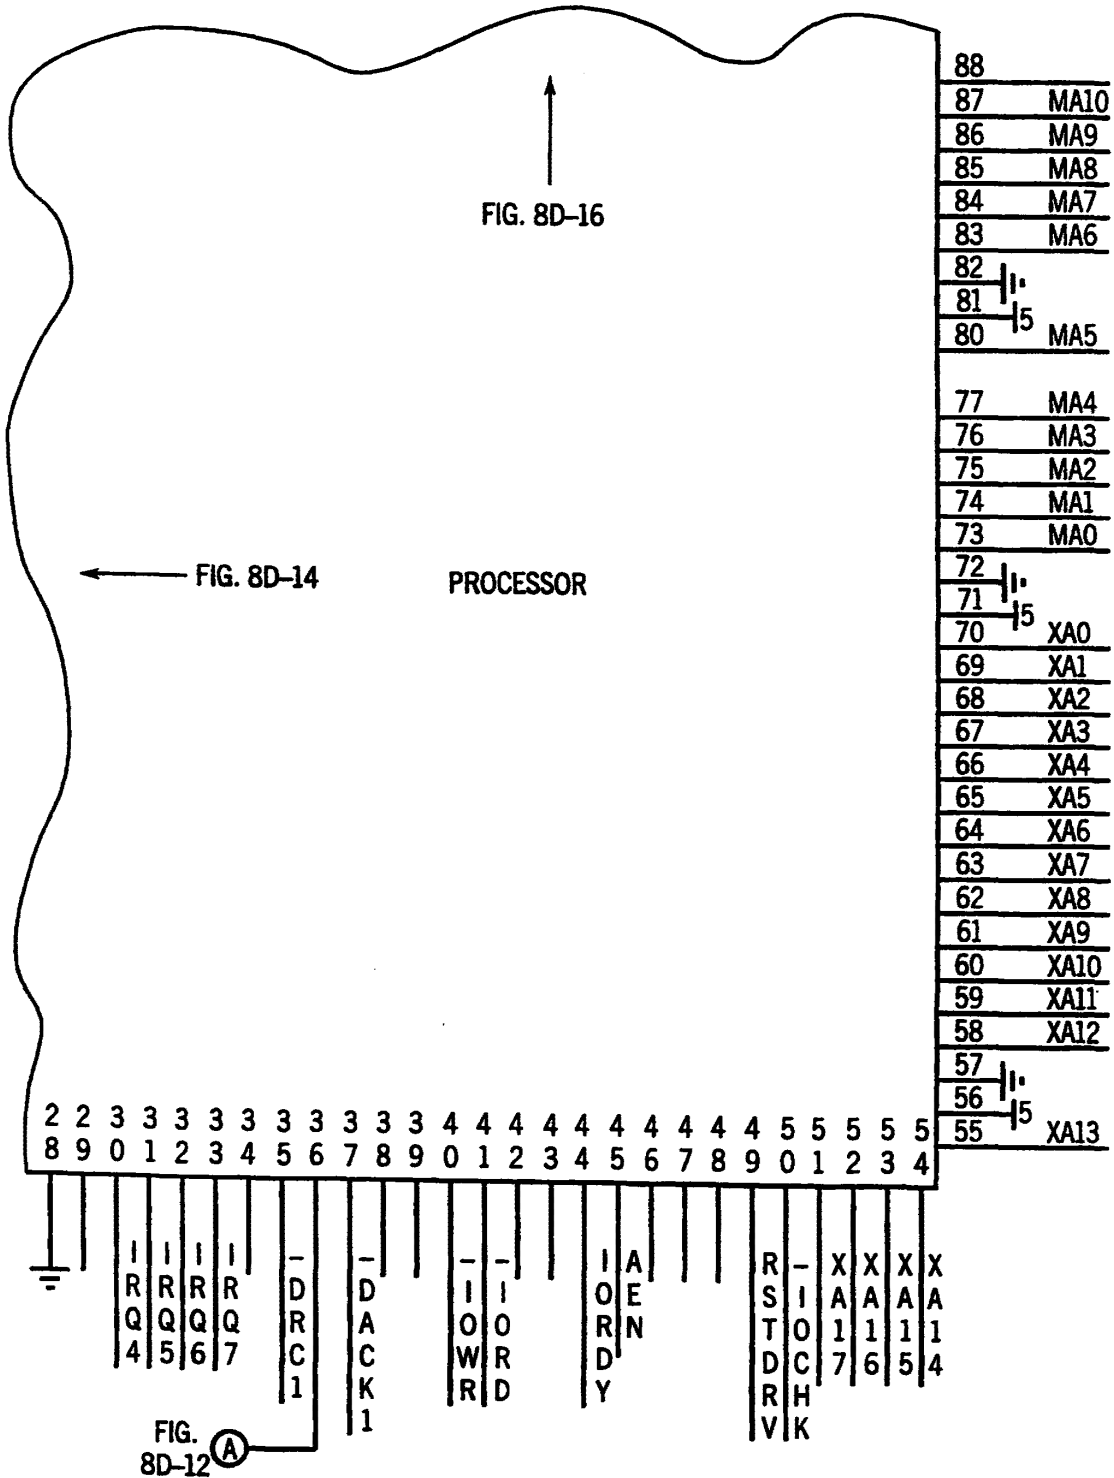 88
87 MA10
86 MA9
85 MA8
84 MA7
83 MA6
FIG. 8D–16
82
81 5
80 MA5
77 MA4
76 MA3
75 MA2
74 MA1
73 MA0
FIG. 8D–14
PROCESSOR
72
71 5
70 XA0
69 XA1
68 XA2
67 XA3
66 XA4
65 XA5
64 XA6
63 XA7
62 XA8
61 XA9
60 XA10
59 XA11
58 XA12
57
56 5
55 XA13
28 29 30 31 32 33 34 35 36 37 38 39 40 41 42 43 44 45 46 47 48 49 50 51 52 53 54
IRQ4
IRQ5
IRQ6
IRQ7
–DRC1
–DACK1
–IOWR
–IORD
IORDY
AEN
RSTDRV
–IOCHK
XA17
XA16
XA15
XA14
FIG.
8D–12 A